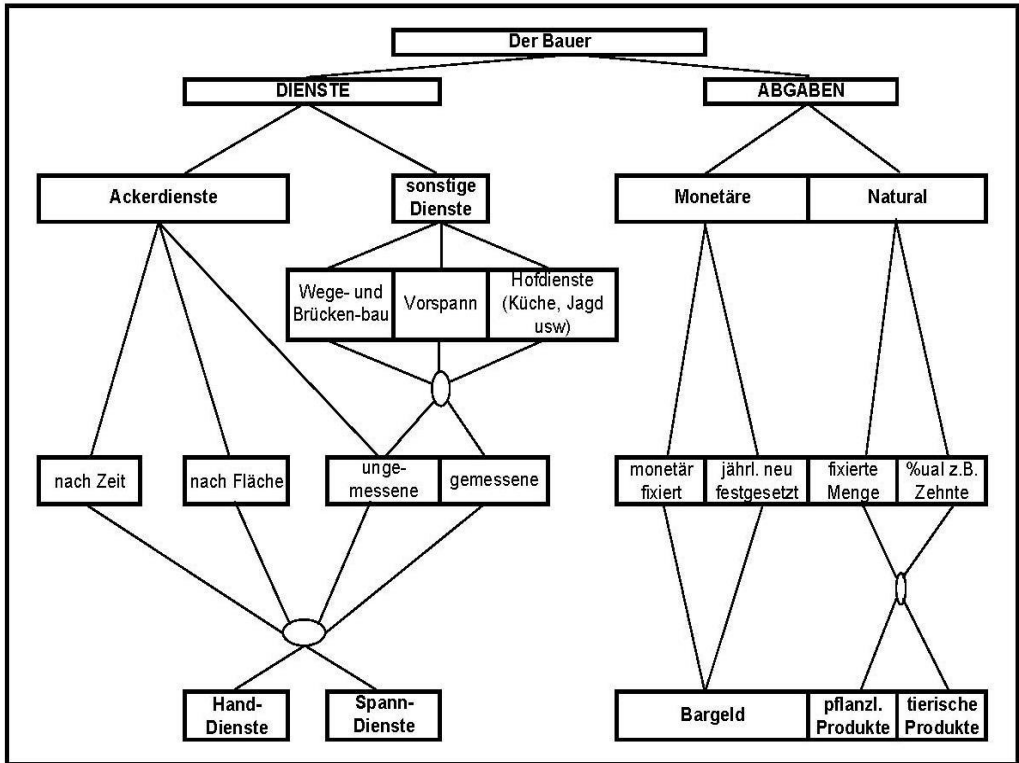 Der Bauer
DIENSTE
ABGABEN
Ackerdienste
sonstige
Dienste
Monetäre
Natural
Wege- und
Brücken-bau
Vorspann
Hofdienste
(Küche, Jagd
usw)
nach Zeit
nach Fläche
unge-
messene
gemessene
monetär
fixiert
jährl. neu
festgesetzt
fixierte
Menge
%ual z.B.
Zehnte
Hand-
Dienste
Spann-
Dienste
Bargeld
pflanzl.
Produkte
tierische
Produkte